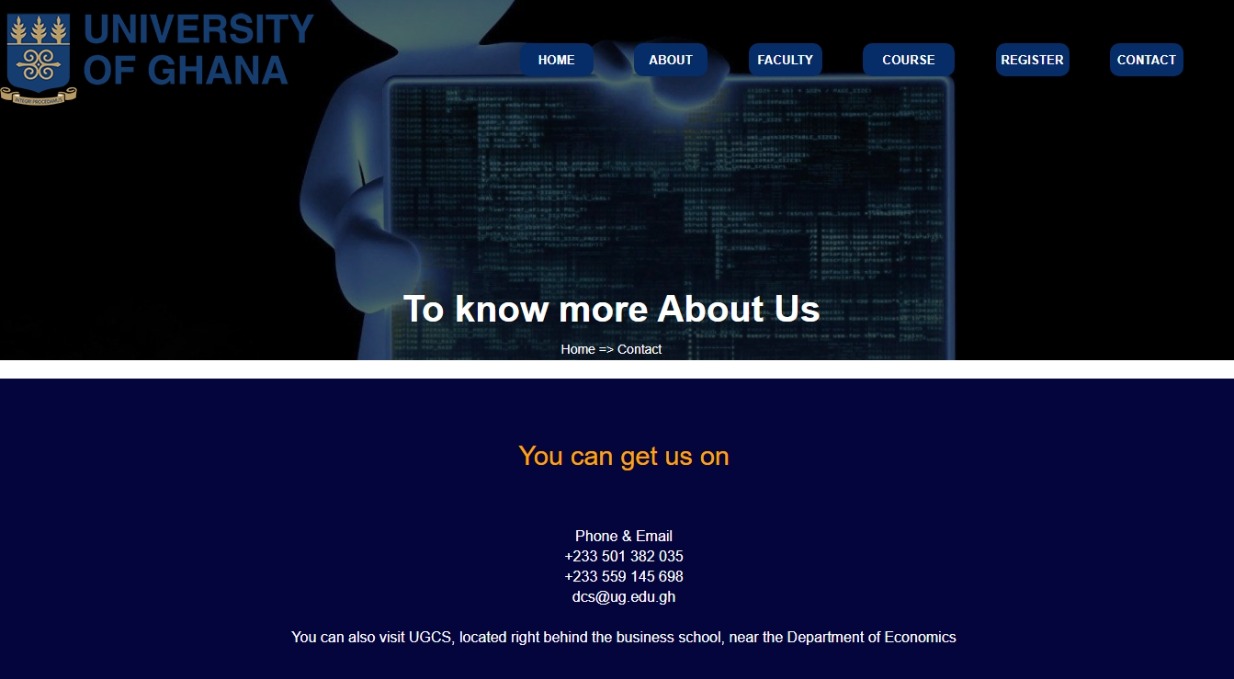 UNIVERSITY
OF GHANA
INTEGRI PROCEDAMUS
HOME
ABOUT
FACULTY
COURSE
REGISTER
CONTACT
To know more About Us
Home => Contact
You can get us on
Phone & Email
+233 501 382 035
+233 559 145 698
dcs@ug.edu.gh
You can also visit UGCS, located right behind the business school, near the Department of Economics